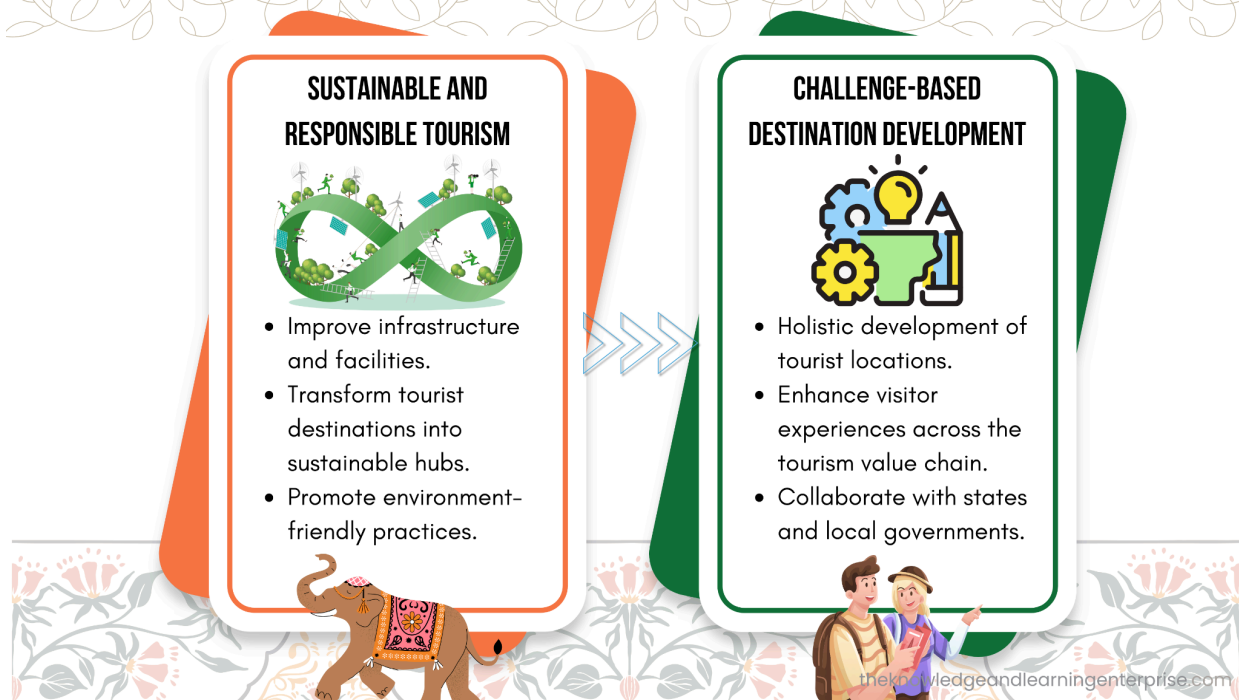 SUSTAINABLE AND
RESPONSIBLE TOURISM
• Improve infrastructure
and facilities.
• Transform tourist
destinations into
sustainable hubs.
• Promote environment-
friendly practices.
CHALLENGE-BASED
DESTINATION DEVELOPMENT
• Holistic development of
tourist locations.
• Enhance visitor
experiences across the
tourism value chain.
• Collaborate with states
and local governments.
theknowledgeandlearningenterprise.com